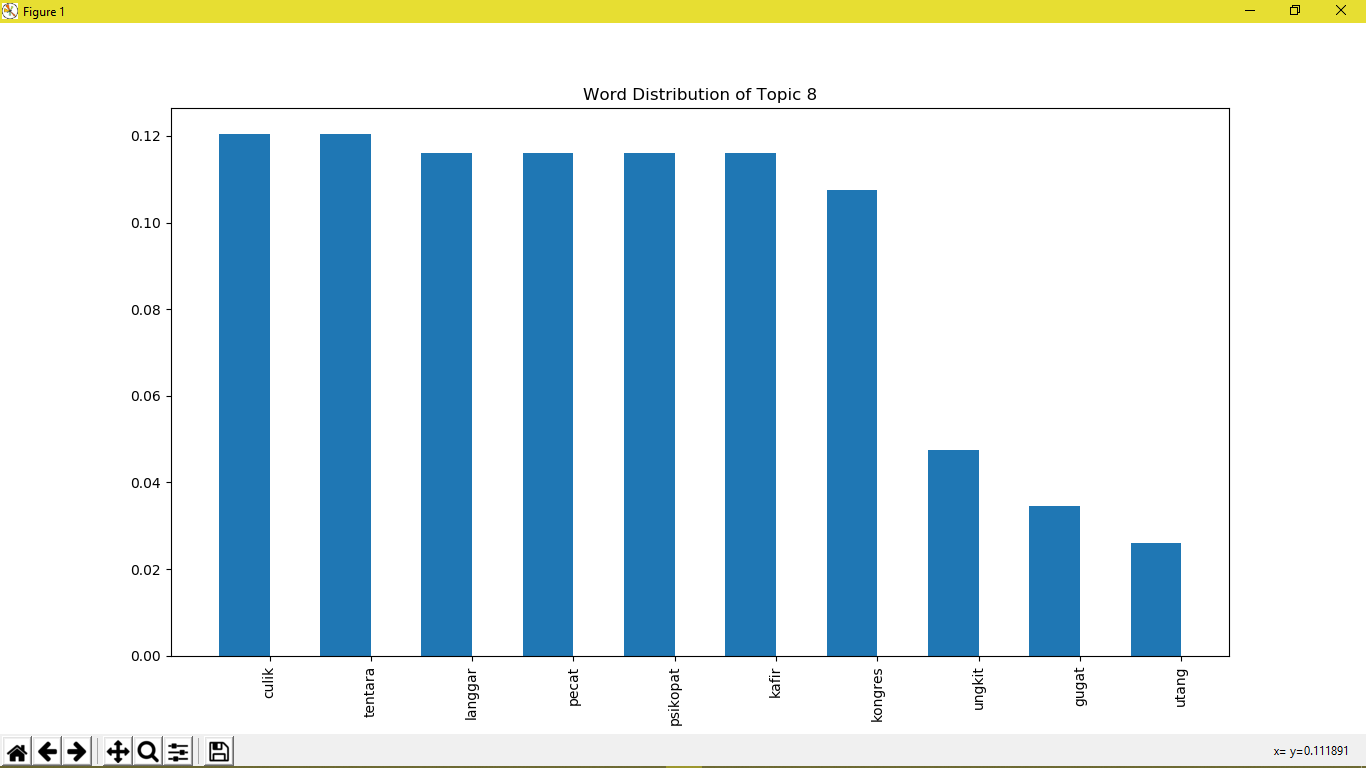 Figure 1
Word Distribution of Topic 8
0.12
0.10
0.08
0.06
0.04
0.02
0.00
culik
tentara
langgar
pecat
psikopat
kafir
kongres
ungkit
gugat
utang
x= y=0.111891